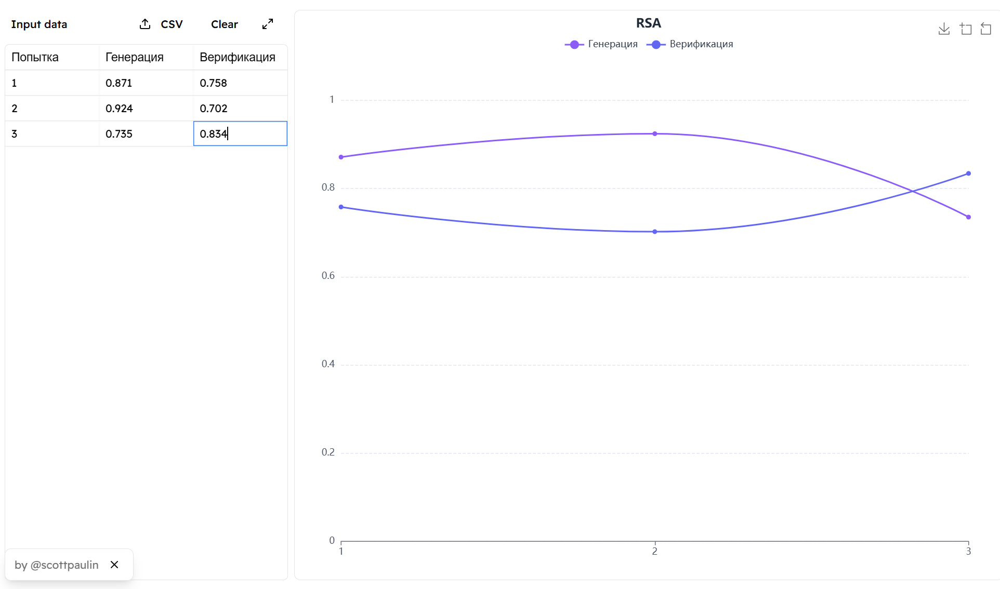 Input data CSV Clear
Попытка Генерация Верификация
1 0.871 0.758
2 0.924 0.702
3 0.735 0.834
by @scottpaulin
RSA
Генерация Верификация
1
0.8
0.6
0.4
0.2
0
1 2 3